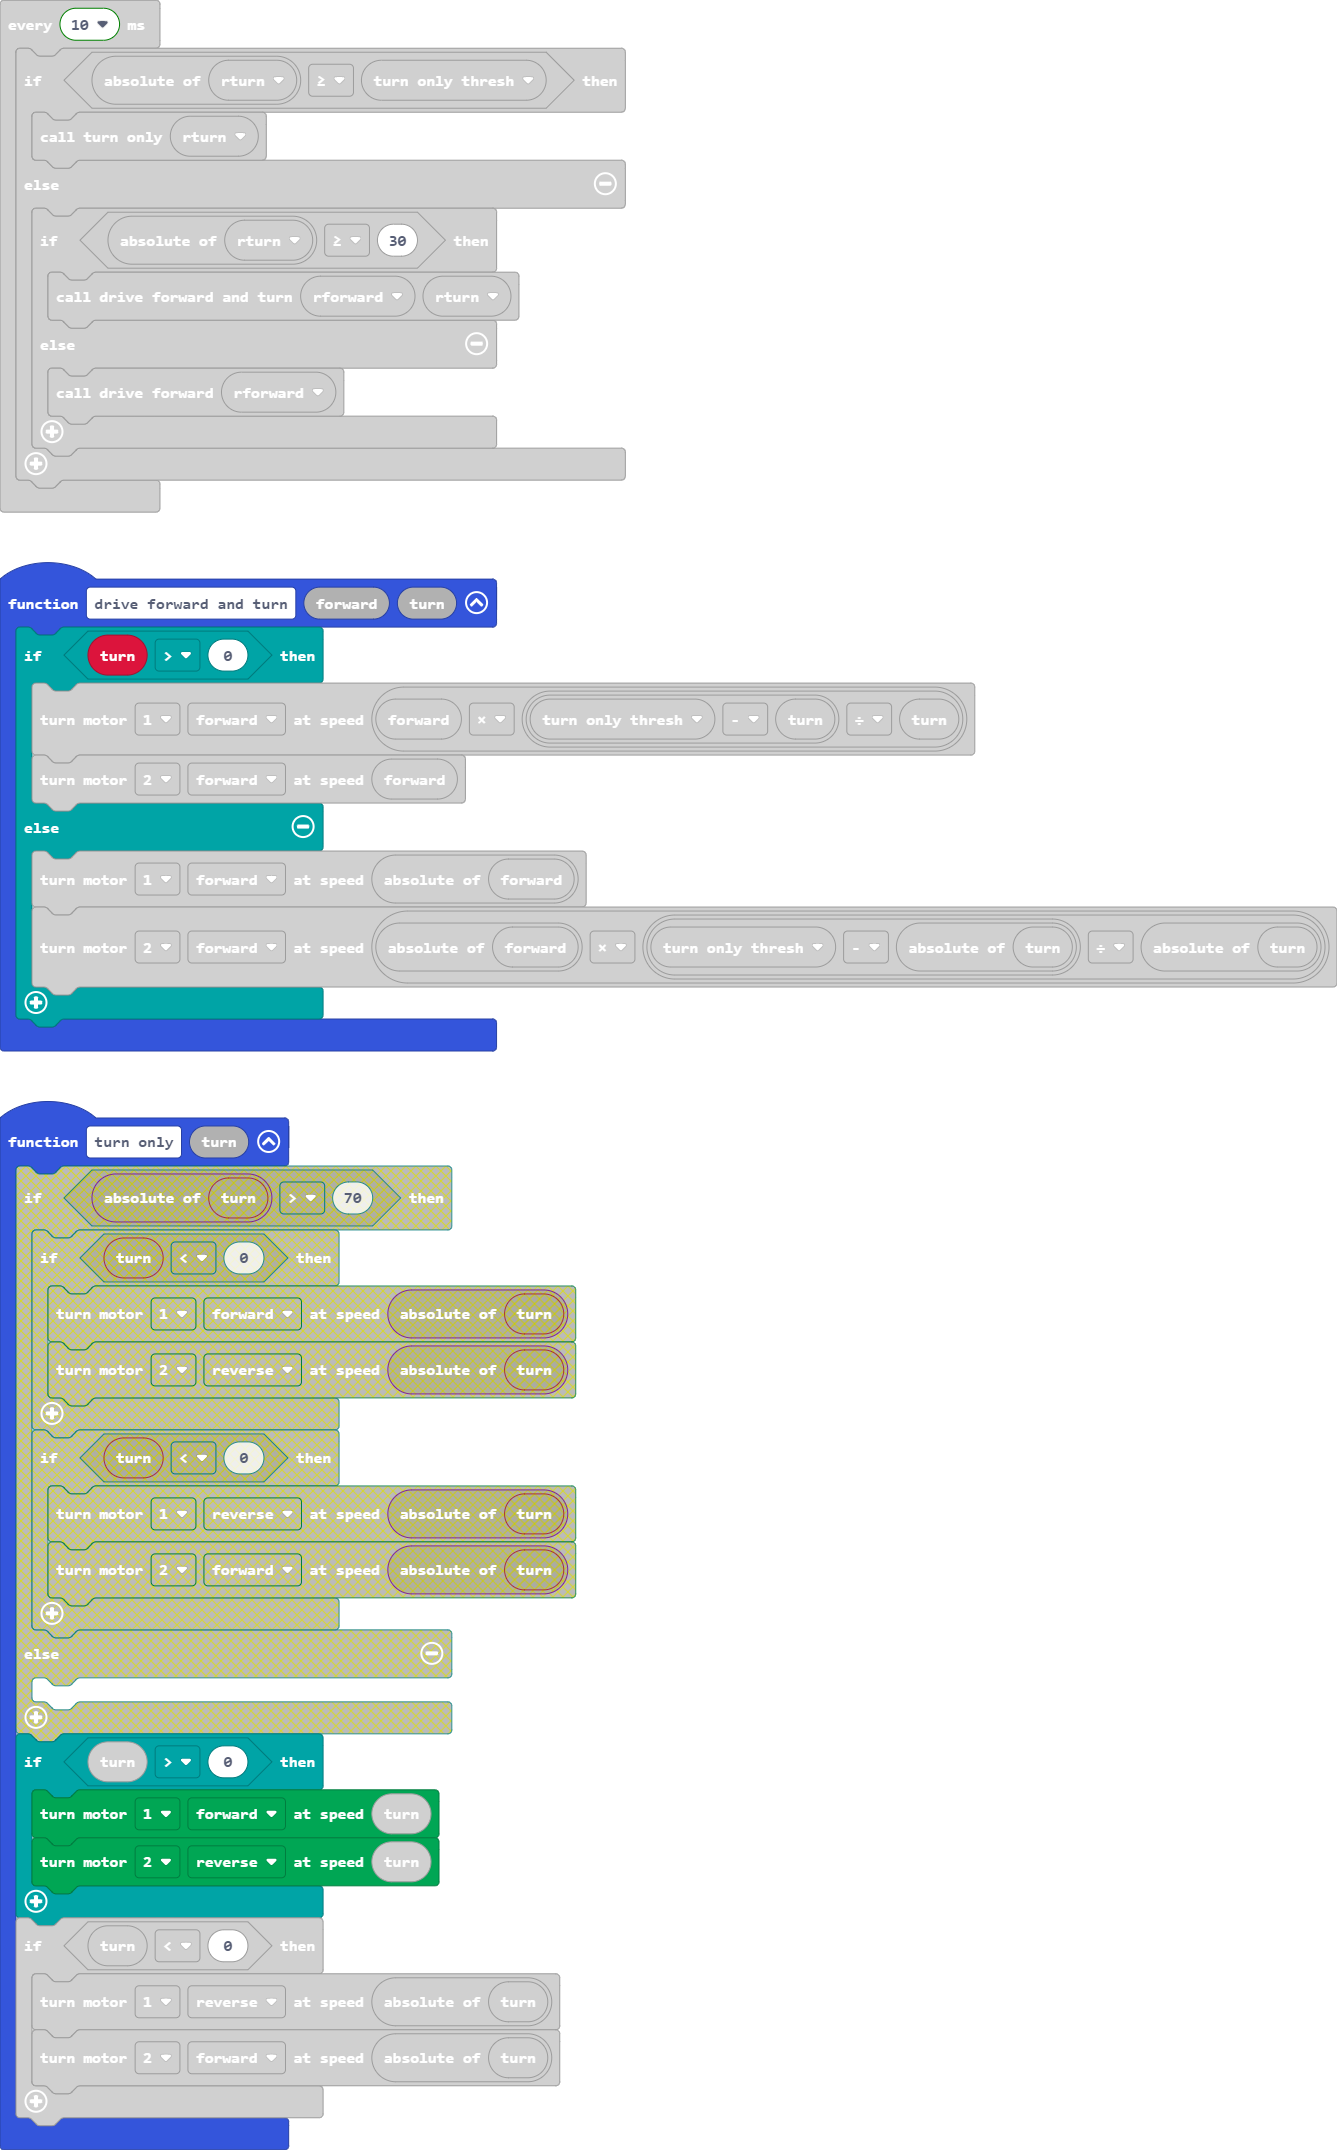 every 10 ms
if absolute of rturn ≥ turn only thresh then
call turn only rturn
else
if absolute of rturn ≥ 30 then
call drive forward and turn rforward rturn
else
call drive forward rforward
function drive forward and turn forward turn
if turn > 0 then
turn motor 1 forward at speed forward × turn only thresh - turn ÷ turn
turn motor 2 forward at speed forward
else
turn motor 1 forward at speed absolute of forward
turn motor 2 forward at speed absolute of forward × turn only thresh - absolute of turn ÷ absolute of turn
function turn only turn
if absolute of turn > 70 then
if turn < 0 then
turn motor 1 forward at speed absolute of turn
turn motor 2 reverse at speed absolute of turn
if turn < 0 then
turn motor 1 reverse at speed absolute of turn
turn motor 2 forward at speed absolute of turn
else
if turn > 0 then
turn motor 1 forward at speed turn
turn motor 2 reverse at speed turn
if turn < 0 then
turn motor 1 reverse at speed absolute of turn
turn motor 2 forward at speed absolute of turn